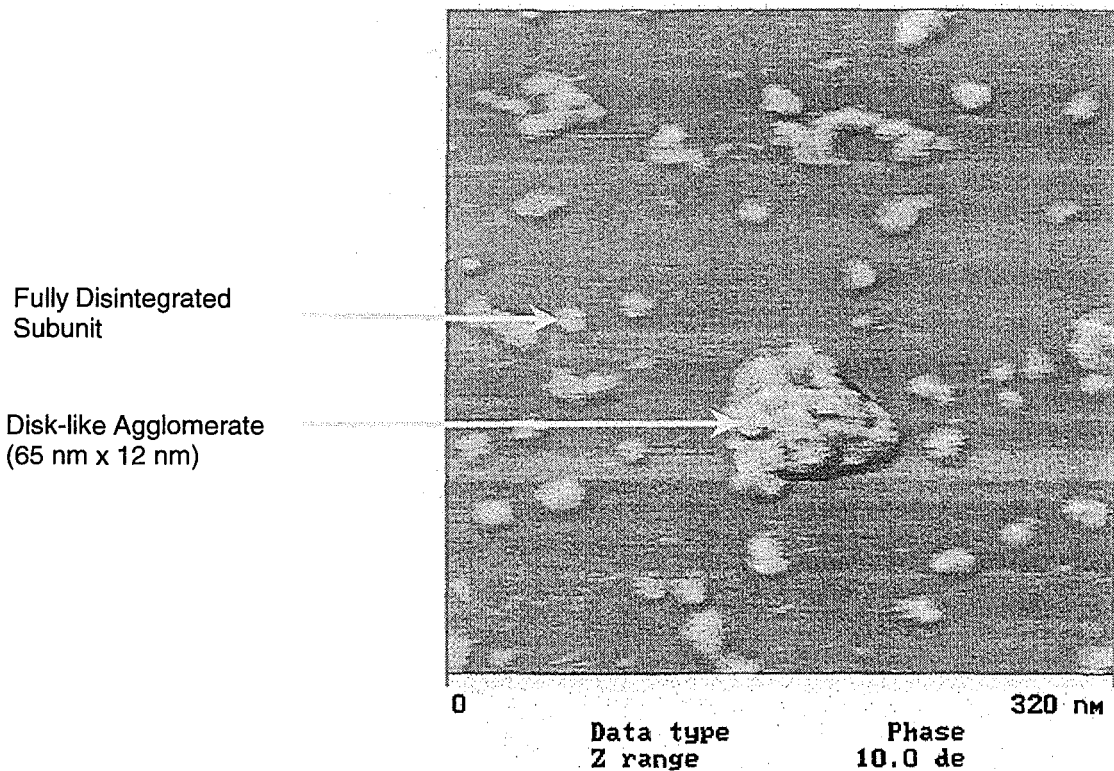 Fully Disintegrated
Subunit
Disk-like Agglomerate
(65 nm x 12 nm)
0 320 nM
Data type Phase
Z range 10.0 de